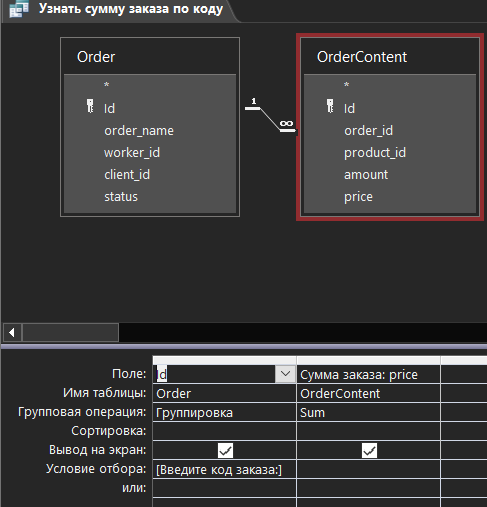 Узнать сумму заказа по коду
Order
*
Id
order_name
worker_id
client_id
status
1
∞
OrderContent
*
Id
order_id
product_id
amount
price
Поле: Id Сумма заказа: price
Имя таблицы: Order OrderContent
Групповая операция: Группировка Sum
Сортировка:
Вывод на экран:
Условие отбора: [Введите код заказа:]
или: